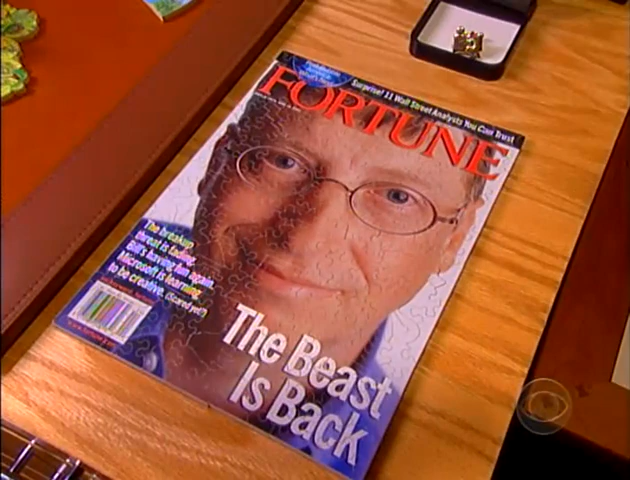 Surprise! 11 Wall Street Analysts You Can Trust
FORTUNE
The breakup
threat is fading.
Bill's having fun again.
Microsoft is learning
to be creative. (Scared yet?)
The Beast
Is Back